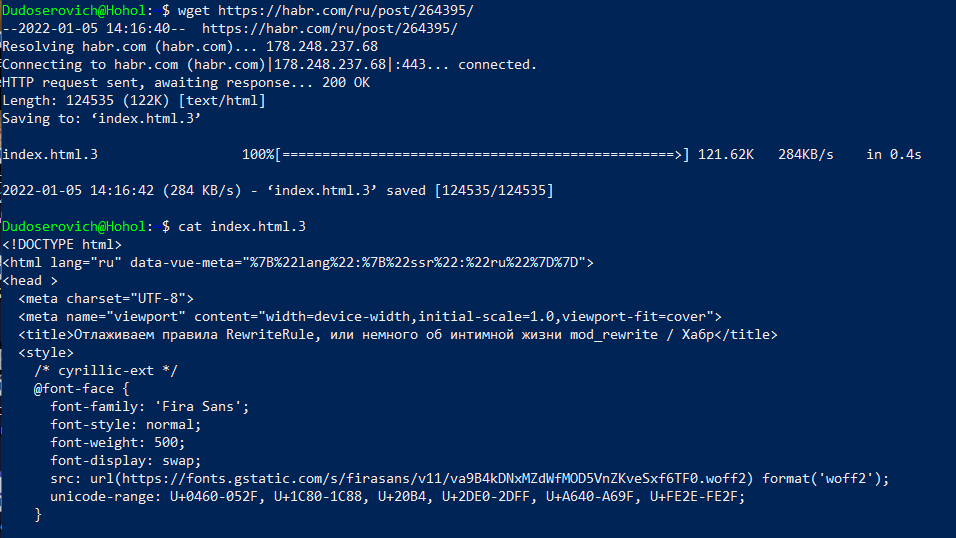 Dudoserovich@Hohol: $ wget https://habr.com/ru/post/264395/
--2022-01-05 14:16:40--  https://habr.com/ru/post/264395/
Resolving habr.com (habr.com)... 178.248.237.68
Connecting to habr.com (habr.com)|178.248.237.68|:443... connected.
HTTP request sent, awaiting response... 200 OK
Length: 124535 (122K) [text/html]
Saving to: ‘index.html.3’
index.html.3                  100%[=================================================>] 121.62K   284KB/s    in 0.4s
2022-01-05 14:16:42 (284 KB/s) - ‘index.html.3’ saved [124535/124535]
Dudoserovich@Hohol: $ cat index.html.3
<!DOCTYPE html>
<html lang="ru" data-vue-meta="%7B%22lang%22:%7B%22ssr%22:%22ru%22%7D%7D">
<head >
  <meta charset="UTF-8">
  <meta name="viewport" content="width=device-width,initial-scale=1.0,viewport-fit=cover">
  <title>Отлаживаем правила RewriteRule, или немного об интимной жизни mod_rewrite / Хабр</title>
  <style>
    /* cyrillic-ext */
    @font-face {
      font-family: 'Fira Sans';
      font-style: normal;
      font-weight: 500;
      font-display: swap;
      src: url(https://fonts.gstatic.com/s/firasans/v11/va9B4kDNxMZdWfMOD5VnZKveSxf6TF0.woff2) format('woff2');
      unicode-range: U+0460-052F, U+1C80-1C88, U+20B4, U+2DE0-2DFF, U+A640-A69F, U+FE2E-FE2F;
    }